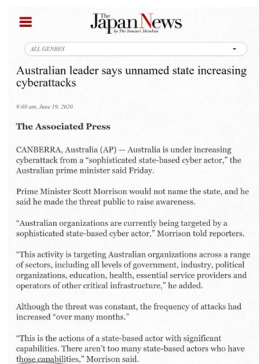 The
Japan News
by The Yomiuri Shimbun
ALL GENRES
Australian leader says unnamed state increasing
cyberattacks
9:00 am, June 19, 2020
The Associated Press
CANBERRA, Australia (AP) — Australia is under increasing
cyberattack from a “sophisticated state-based cyber actor,” the
Australian prime minister said Friday.
Prime Minister Scott Morrison would not name the state, and he
said he made the threat public to raise awareness.
“Australian organizations are currently being targeted by a
sophisticated state-based cyber actor,” Morrison told reporters.
“This activity is targeting Australian organizations across a range
of sectors, including all levels of government, industry, political
organizations, education, health, essential service providers and
operators of other critical infrastructure,” he added.
Although the threat was constant, the frequency of attacks had
increased “over many months.”
“This is the actions of a state-based actor with significant
capabilities. There aren’t too many state-based actors who have
those capabilities,” Morrison said.